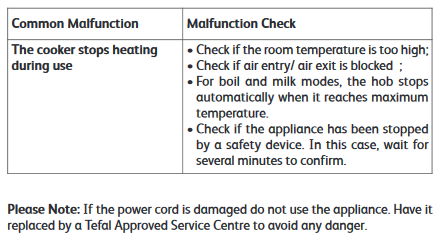 Common Malfunction
Malfunction Check
The cooker stops heating
during use
• Check if the room temperature is too high;
• Check if air entry/ air exit is blocked ;
• For boil and milk modes, the hob stops
automatically when it reaches maximum
temperature.
• Check if the appliance has been stopped
by a safety device. In this case, wait for
several minutes to confirm.
Please Note: If the power cord is damaged do not use the appliance. Have it
replaced by a Tefal Approved Service Centre to avoid any danger.